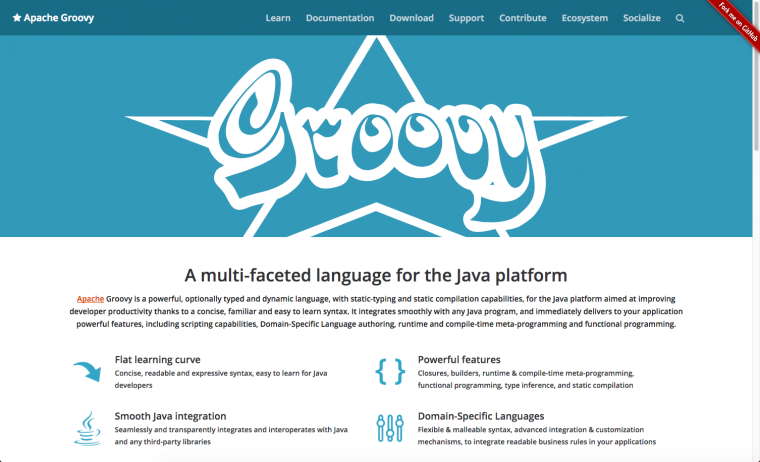 Apache Groovy
Learn Documentation Download Support Contribute Ecosystem Socialize
Fork me on GitHub
Groovy
A multi-faceted language for the Java platform
Apache Groovy is a powerful, optionally typed and dynamic language, with static-typing and static compilation capabilities, for the Java platform aimed at improving
developer productivity thanks to a concise, familiar and easy to learn syntax. It integrates smoothly with any Java program, and immediately delivers to your application
powerful features, including scripting capabilities, Domain-Specific Language authoring, runtime and compile-time meta-programming and functional programming.
Flat learning curve
Concise, readable and expressive syntax, easy to learn for Java
developers
Powerful features
Closures, builders, runtime & compile-time meta-programming,
functional programming, type inference, and static compilation
Smooth Java integration
Seamlessly and transparently integrates and interoperates with Java
and any third-party libraries
Domain-Specific Languages
Flexible & malleable syntax, advanced integration & customization
mechanisms, to integrate readable business rules in your applications